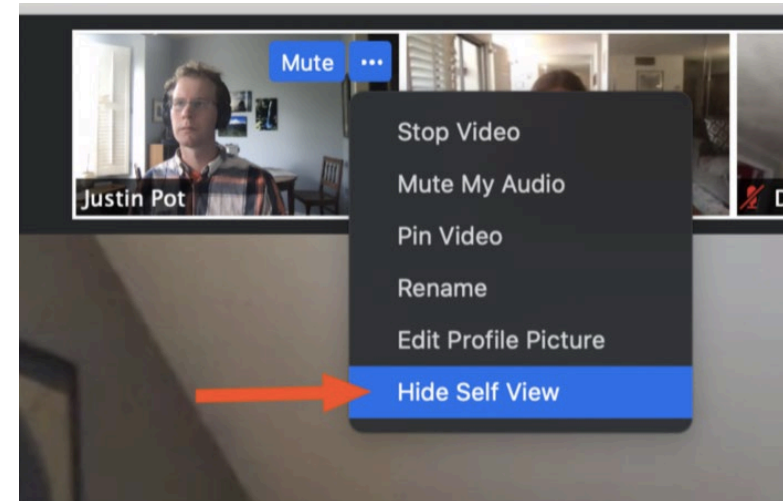 Mute ...
Justin Pot
D
Stop Video
Mute My Audio
Pin Video
Rename
Edit Profile Picture
Hide Self View